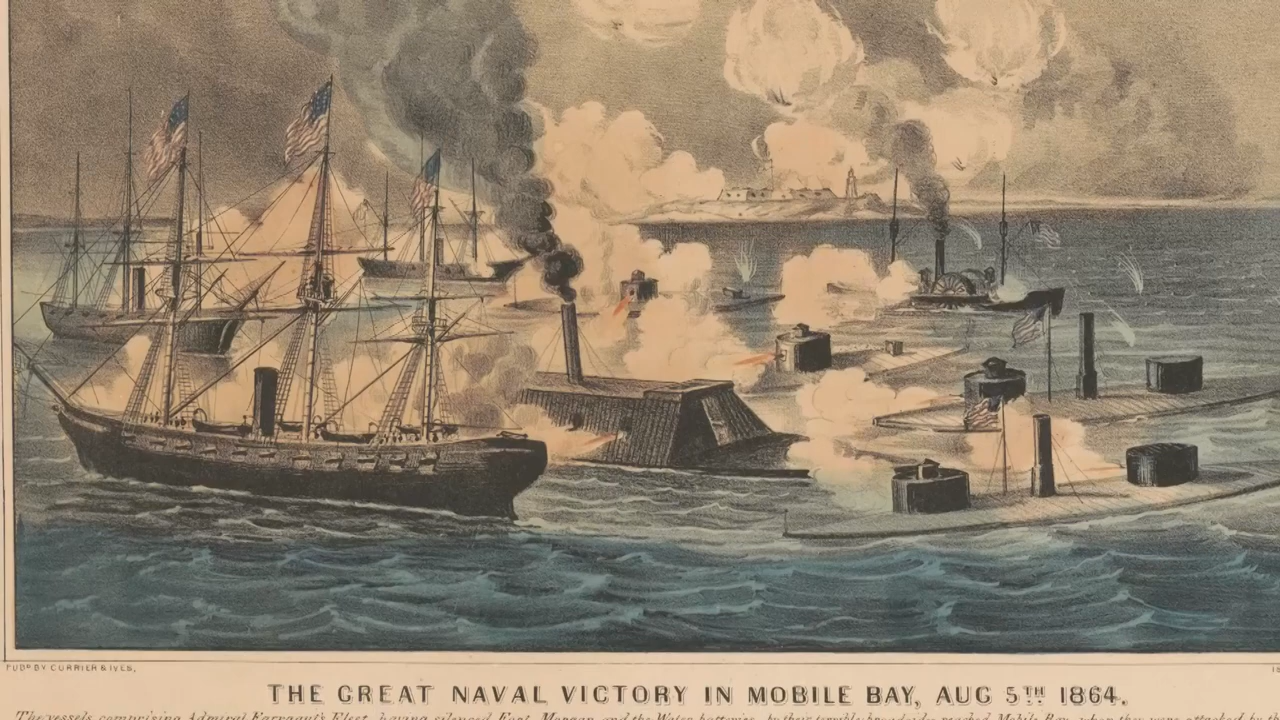 PUBD BY CURRIER & IVES,
THE GREAT NAVAL VICTORY IN MOBILE BAY, AUG 5TH 1864.
The vessels comprising Admiral Farragut's Fleet, having silenced Fort Morgan and the Water batteries, by their terrible broadsides, reached Mobile Bay, when they were attacked by